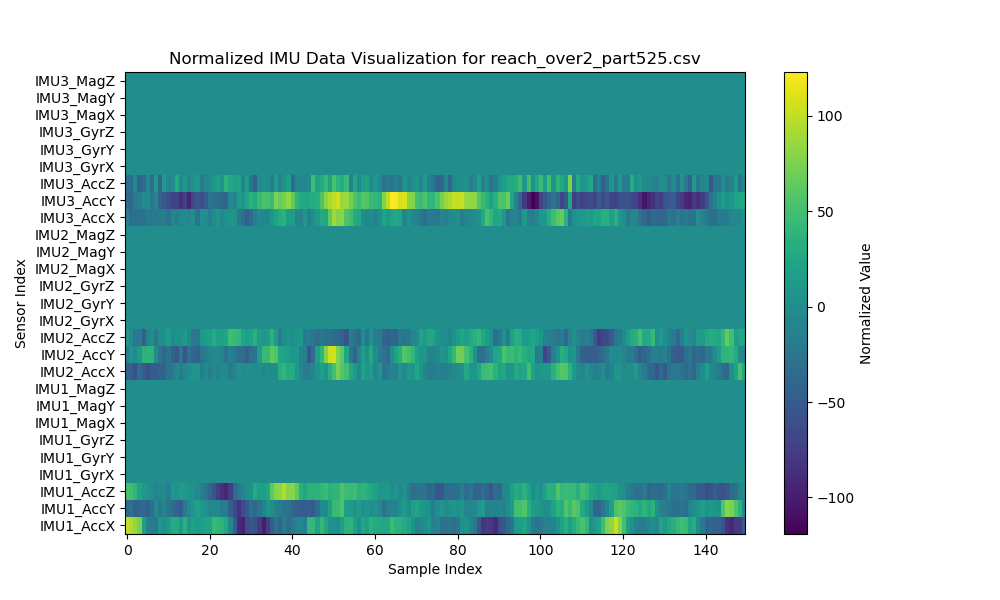 Normalized IMU Data Visualization for reach_over2_part525.csv
IMU3_MagZ
IMU3_MagY
IMU3_MagX
IMU3_GyrZ
IMU3_GyrY
IMU3_GyrX
IMU3_AccZ
IMU3_AccY
IMU3_AccX
IMU2_MagZ
IMU2_MagY
IMU2_MagX
IMU2_GyrZ
IMU2_GyrY
IMU2_GyrX
IMU2_AccZ
IMU2_AccY
IMU2_AccX
IMU1_MagZ
IMU1_MagY
IMU1_MagX
IMU1_GyrZ
IMU1_GyrY
IMU1_GyrX
IMU1_AccZ
IMU1_AccY
IMU1_AccX
Sensor Index
0 20 40 60 80 100 120 140
Sample Index
100
50
0
−50
−100
Normalized Value